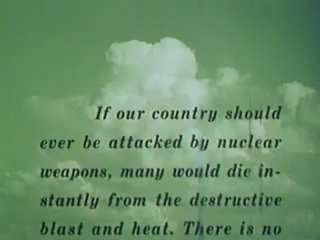 If our country should
ever be attacked by nuclear
weapons, many would die in-
stantly from the destructive
blast and heat. There is no